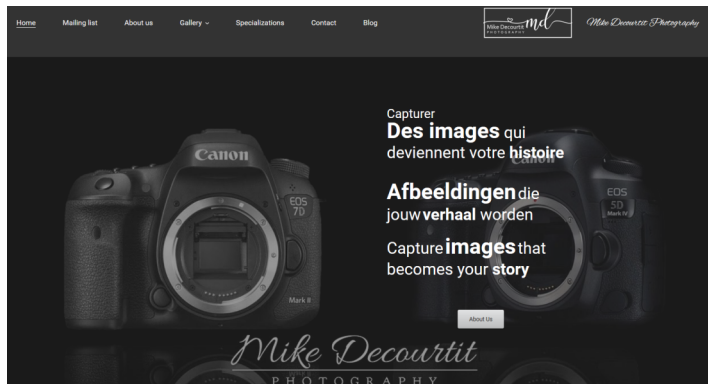 Home Mailing list About us Gallery Specializations Contact Blog
Mike Decourtit md
PHOTOGRAPHY
Mike Decourtit Photography
Capturer
Des images qui
deviennent votre histoire
Canon
Canon
Afbeeldingen die
jouw verhaal worden
EOS
7D
EOS
5D
Mark IV
Capture images that
becomes your story
Mark II
About Us
Mike Decourtit
PHOTOGRAPHY